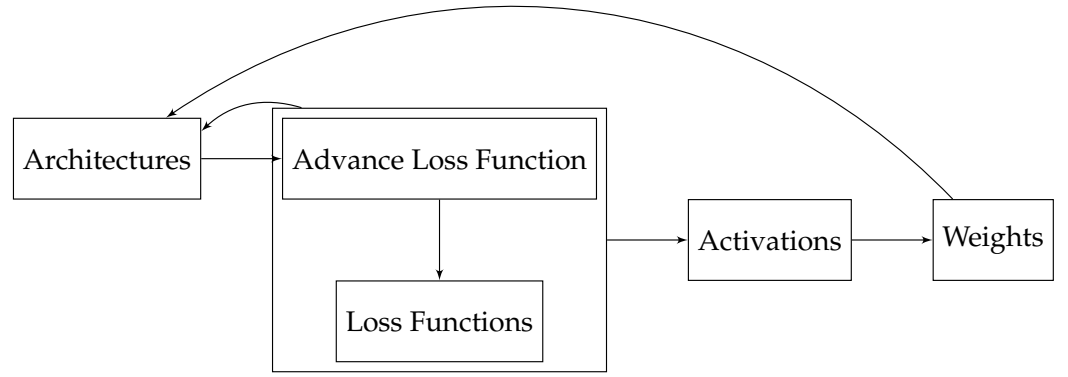 Architectures
Advance Loss Function
Loss Functions
Activations
Weights